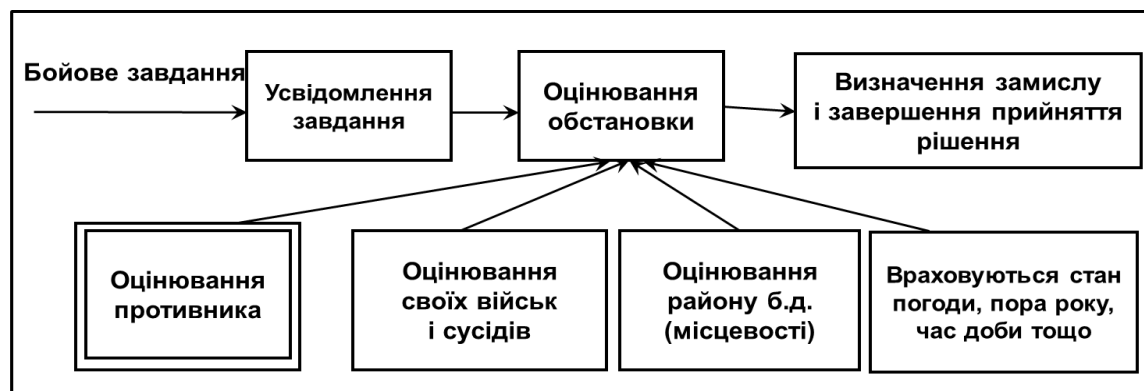 Бойове завдання
Усвідомлення
завдання
Оцінювання
обстановки
Визначення замислу
і завершення прийняття
рішення
Оцінювання
противника
Оцінювання
своїх військ
і сусідів
Оцінювання
району б.д.
(місцевості)
Враховуються стан
погоди, пора року,
час доби тощо